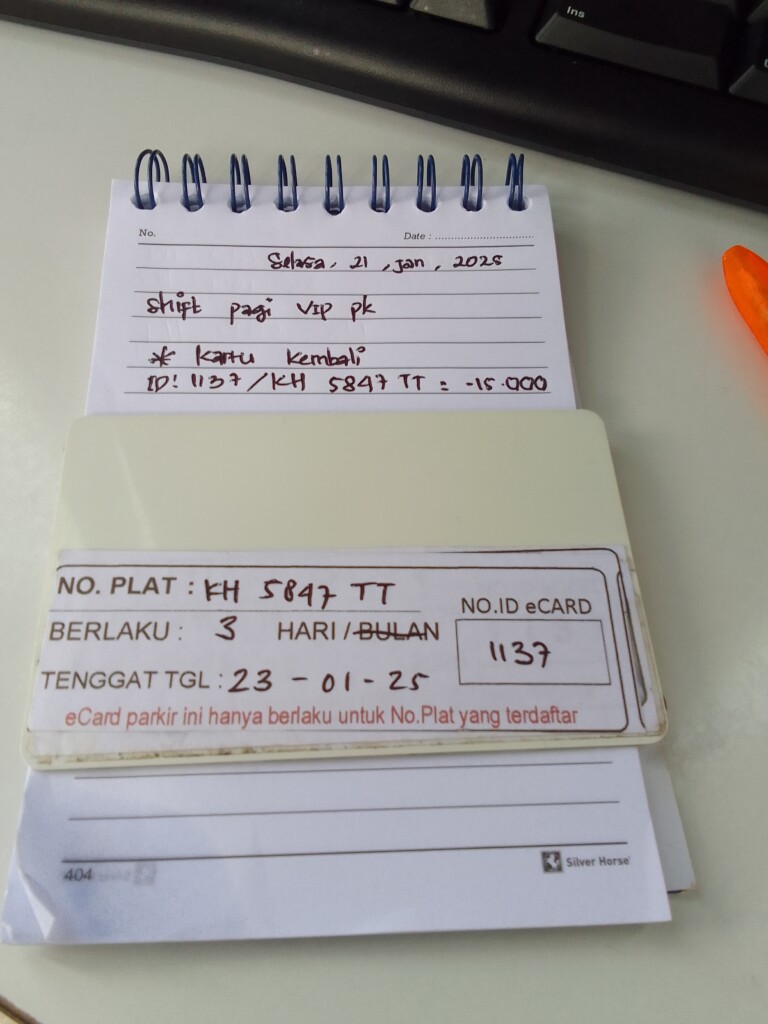 Ins
No.
Date : ................................
Selasa, 21 , Jan , 2025
Shift pagi VIP pk
* Kartu Kembali
ID: 1137 / KH 5847 TT = -15.000
NO. PLAT : KH 5847 TT
BERLAKU : 3 HARI / BULAN
NO.ID eCARD
1137
TENGGAT TGL : 23 - 01 - 25
eCard parkir ini hanya berlaku untuk No.Plat yang terdaftar
404
Silver Horse